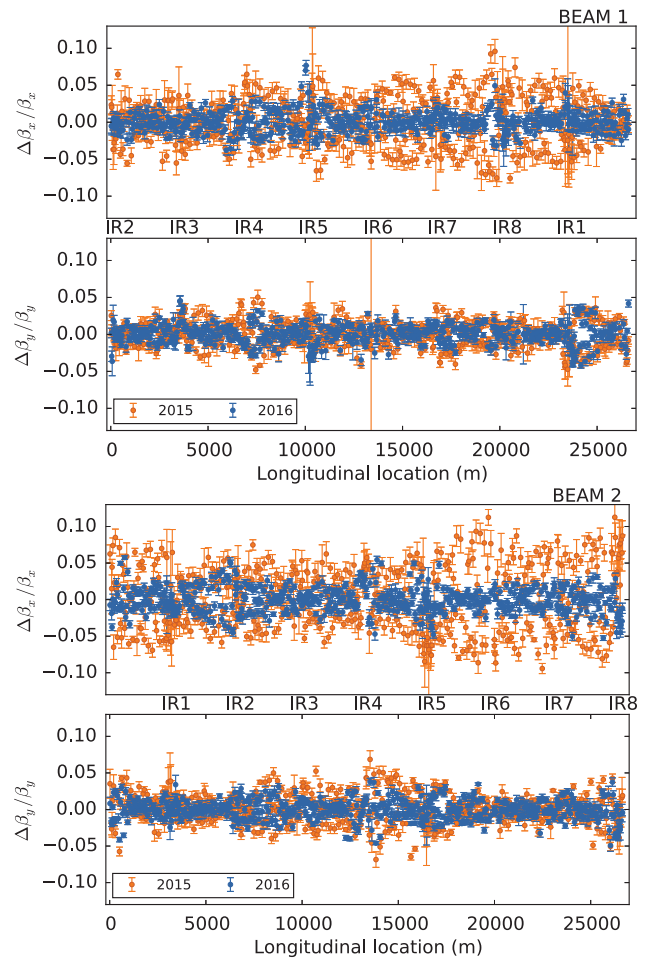 BEAM 1
0.10
0.05
0.00
−0.05
−0.10
Δβx/βx
IR2 IR3 IR4 IR5 IR6 IR7 IR8 IR1
0.10
0.05
0.00
−0.05
−0.10
Δβy/βy
2015 2016
0 5000 10000 15000 20000 25000
Longitudinal location (m)
BEAM 2
0.10
0.05
0.00
−0.05
−0.10
Δβx/βx
IR1 IR2 IR3 IR4 IR5 IR6 IR7 IR8
0.10
0.05
0.00
−0.05
−0.10
Δβy/βy
2015 2016
0 5000 10000 15000 20000 25000
Longitudinal location (m)